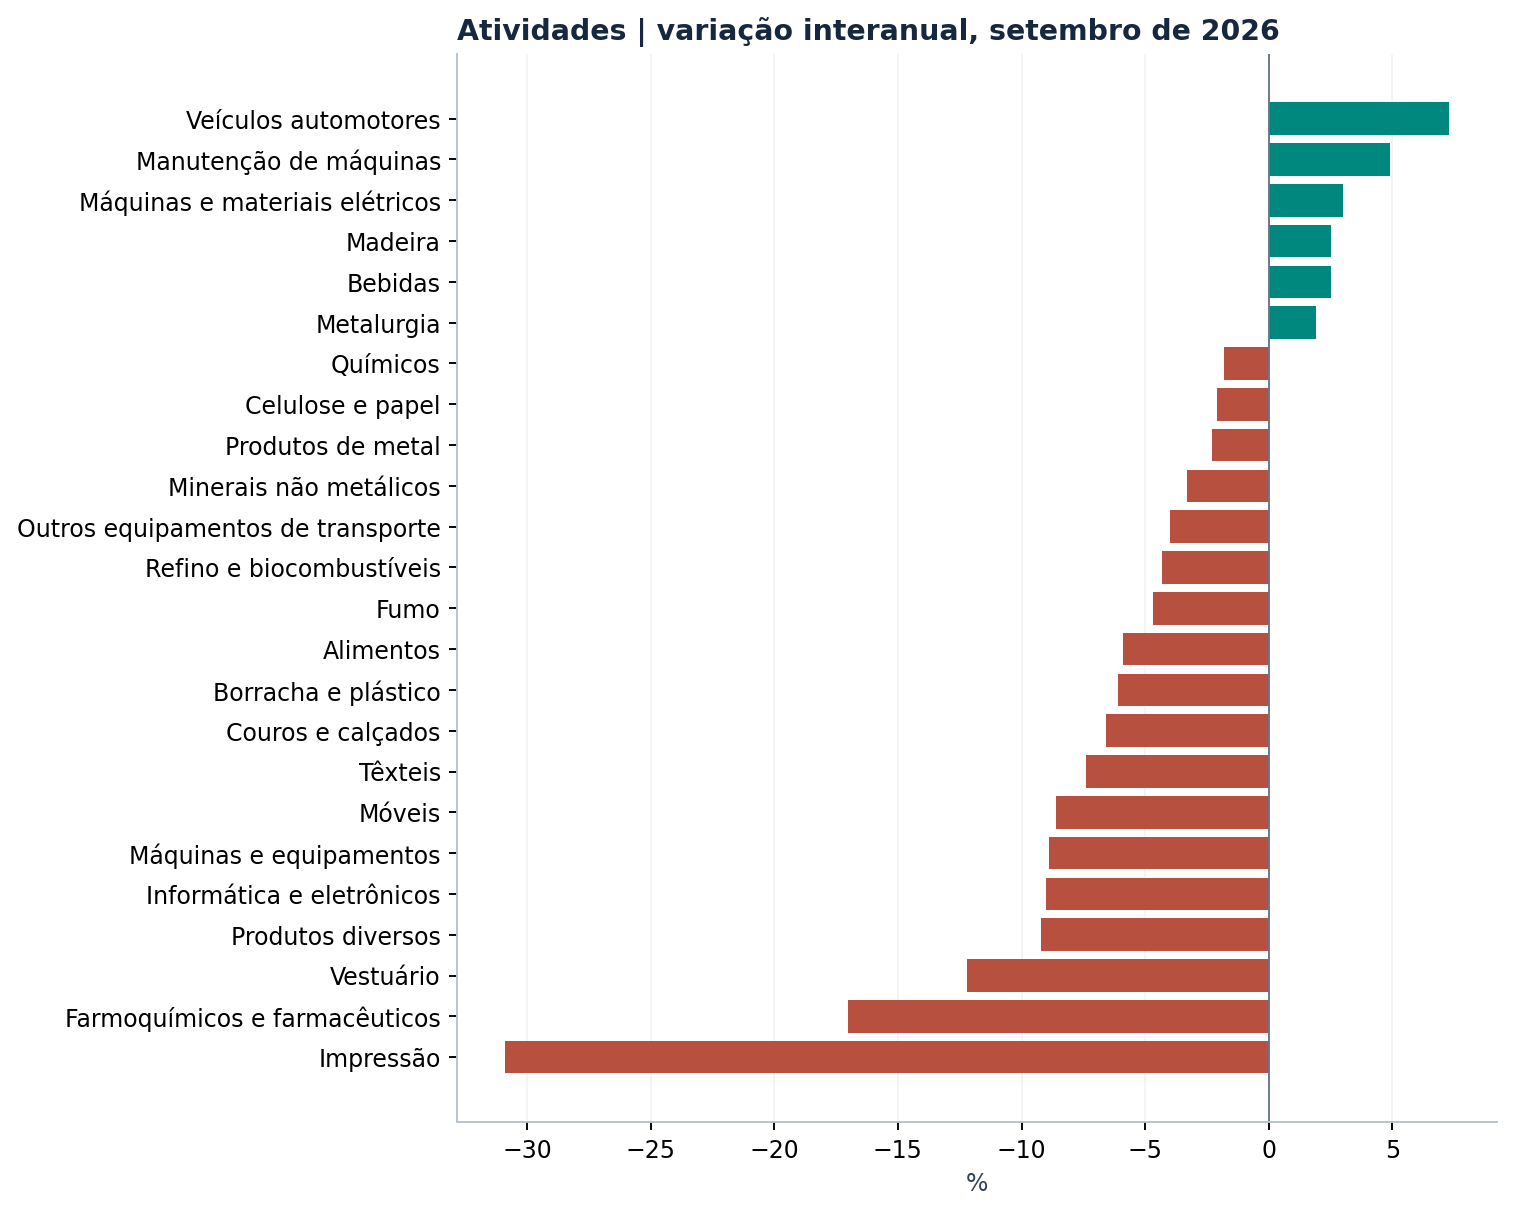 Atividades | variação interanual, setembro de 2026
Veículos automotores
Manutenção de máquinas
Máquinas e materiais elétricos
Madeira
Bebidas
Metalurgia
Químicos
Celulose e papel
Produtos de metal
Minerais não metálicos
Outros equipamentos de transporte
Refino e biocombustíveis
Fumo
Alimentos
Borracha e plástico
Couros e calçados
Têxteis
Móveis
Máquinas e equipamentos
Informática e eletrônicos
Produtos diversos
Vestuário
Farmoquímicos e farmacêuticos
Impressão
−30 −25 −20 −15 −10 −5 0 5
%